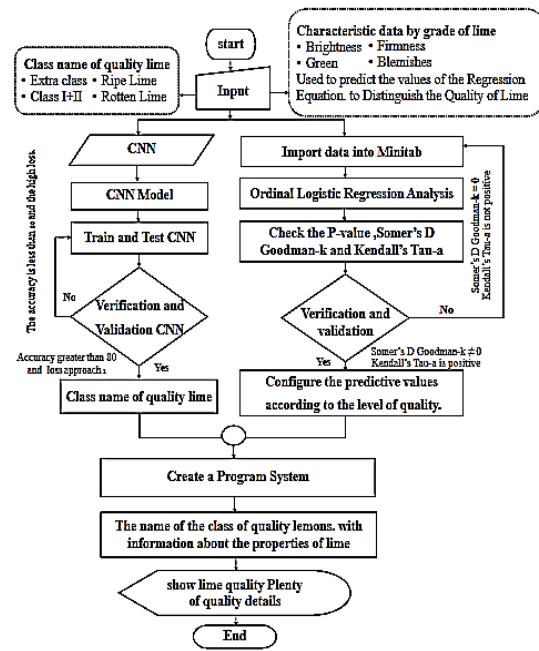 start
Class name of quality lime
• Extra class • Ripe Lime
• Class I+II • Rotten Lime
Input
Characteristic data by grade of lime
• Brightness • Firmness
• Green • Blemishes
Used to predict the values of the Regression
Equation. to Distinguish the Quality of Lime
CNN
CNN Model
Train and Test CNN
Verification and
Validation CNN
No
Yes
The accuracy is less than 80 and the high loss.
Accuracy greater than 80
and loss approach 1
Class name of quality lime
Import data into Minitab
Ordinal Logistic Regression Analysis
Check the P-value ,Somer's D
Goodman-k and Kendall's Tau-a
Verification and
validation
No
Yes
Somer's D Goodman-k = 0
Kendall's Tau-a is not positive
Somer's D Goodman-k ≠0
Kendall's Tau-a is positive
Configure the predictive values
according to the level of quality.
Create a Program System
The name of the class of quality lemons. with
information about the properties of lime
show lime quality Plenty
of quality details
End